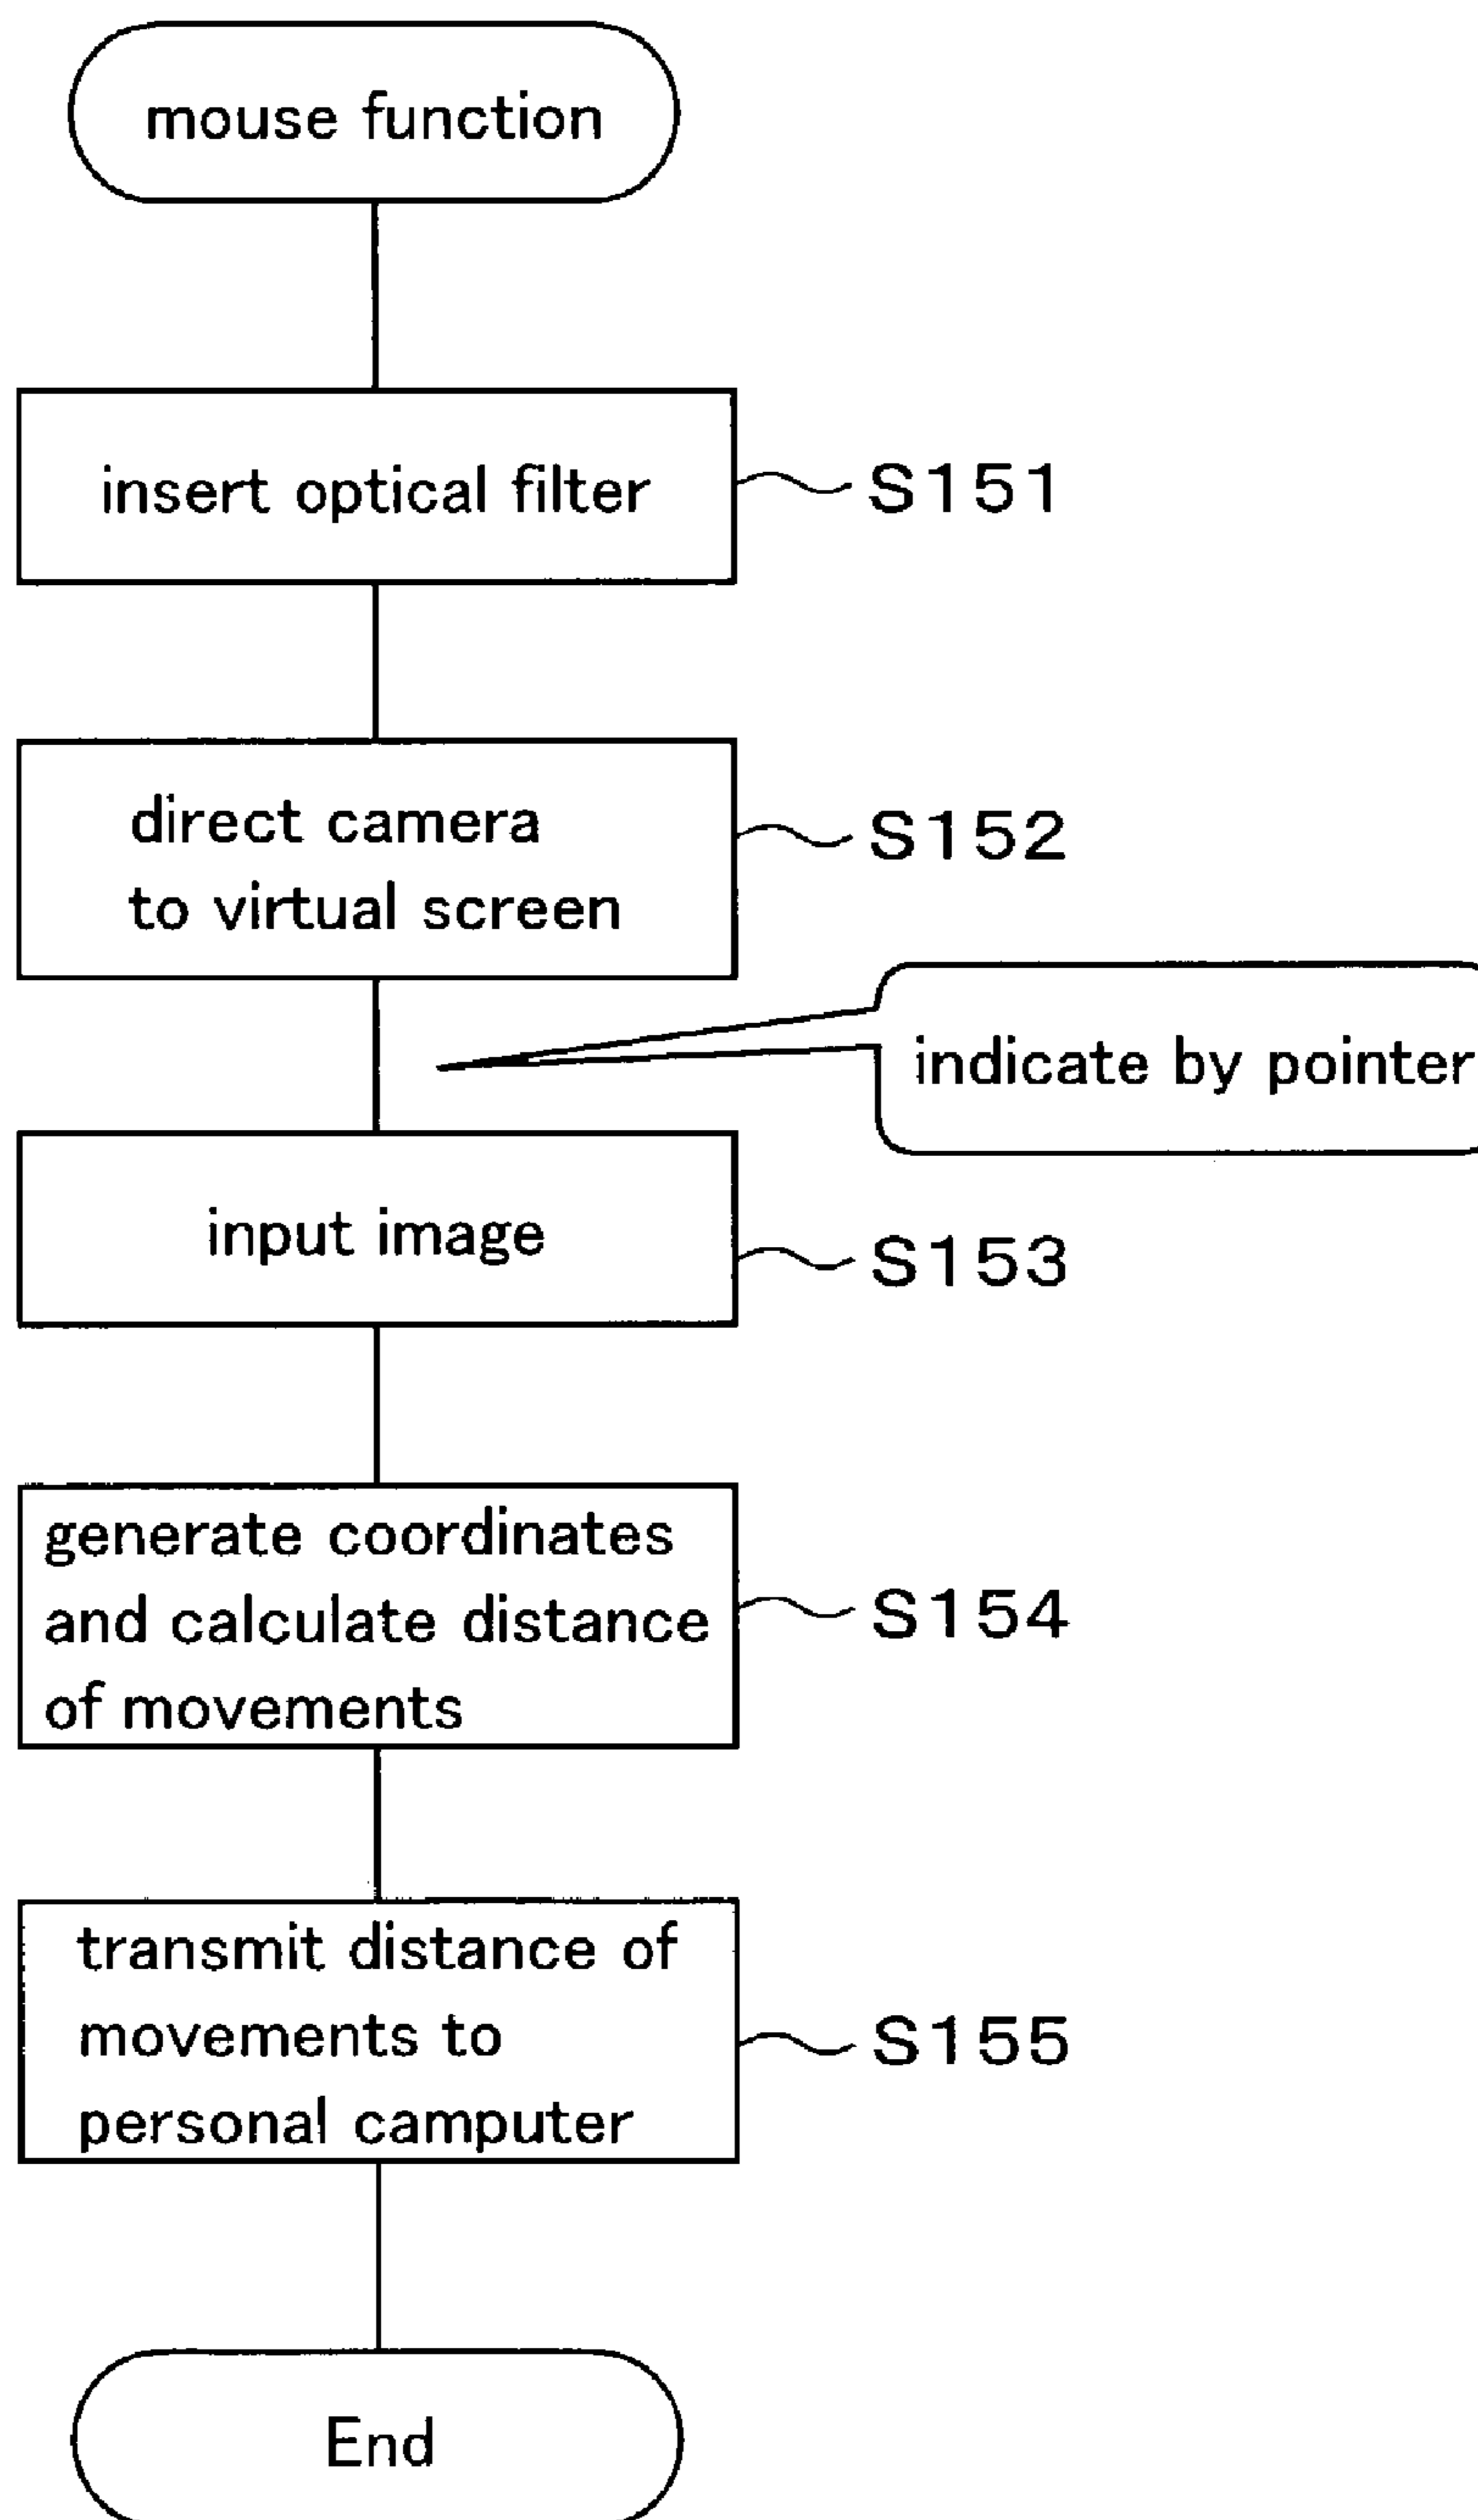 mouse function
insert optical filter
S151
direct camera
to virtual screen
S152
indicate by pointer
input image
S153
generate coordinates
and calculate distance
of movements
S154
transmit distance of
movements to
personal camputer
S155
End